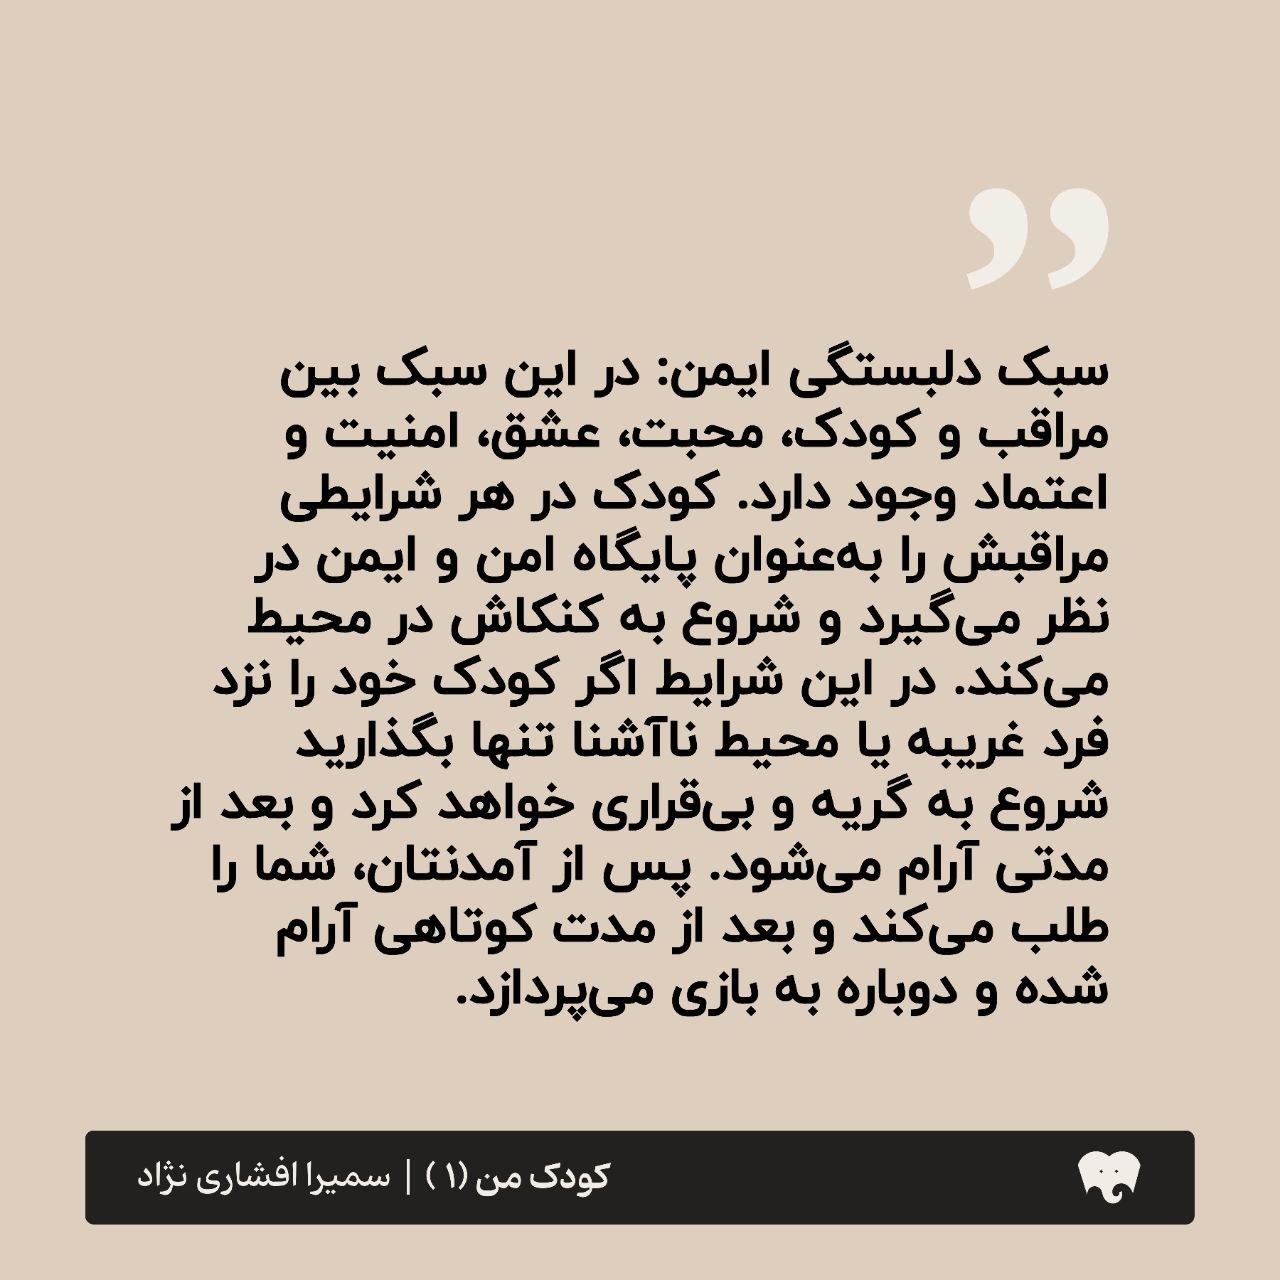 سبک دلبستگی ایمن: در این سبک بین
مراقب و کودک، محبت، عشق، امنیت و
اعتماد وجود دارد. کودک در هر شرایطی
مراقبش را به‌عنوان پایگاه امن و ایمن در
نظر می‌گیرد و شروع به کنکاش در محیط
می‌کند. در این شرایط اگر کودک خود را نزد
فرد غریبه یا محیط ناآشنا تنها بگذارید
شروع به گریه و بی‌قراری خواهد کرد و بعد از
مدتی آرام می‌شود. پس از آمدنتان، شما را
طلب می‌کند و بعد از مدت کوتاهی آرام
شده و دوباره به بازی می‌پردازد.
کودک من (۱) | سمیرا افشاری نژاد